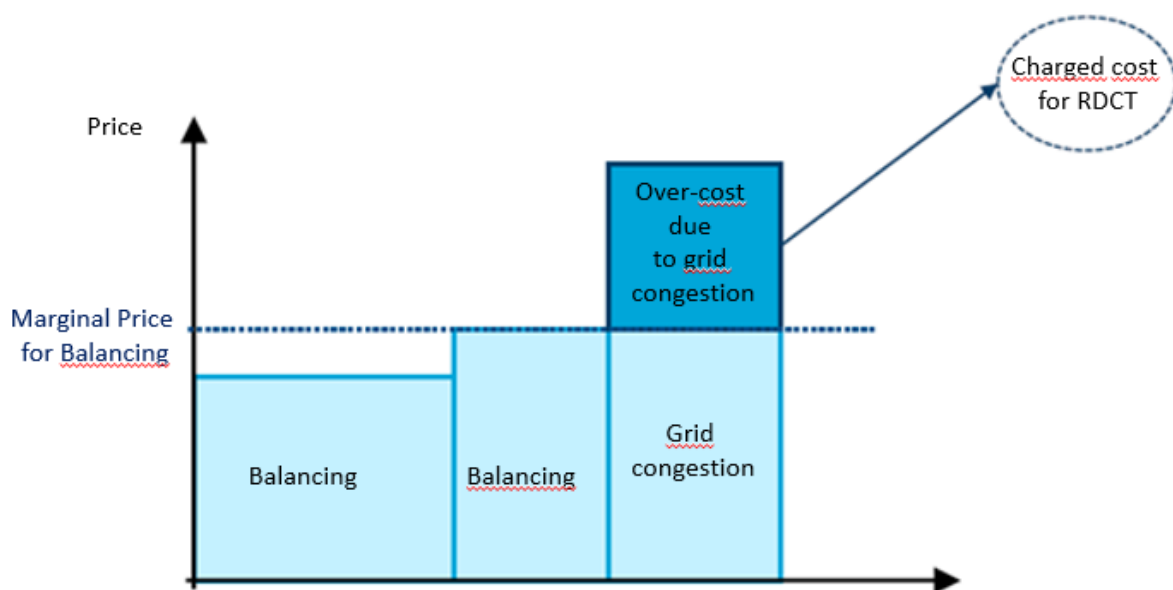 Charged cost
for RDCT
Price
Over-cost
due
to grid
congestion
Marginal Price
for Balancing
Balancing
Balancing
Grid
congestion